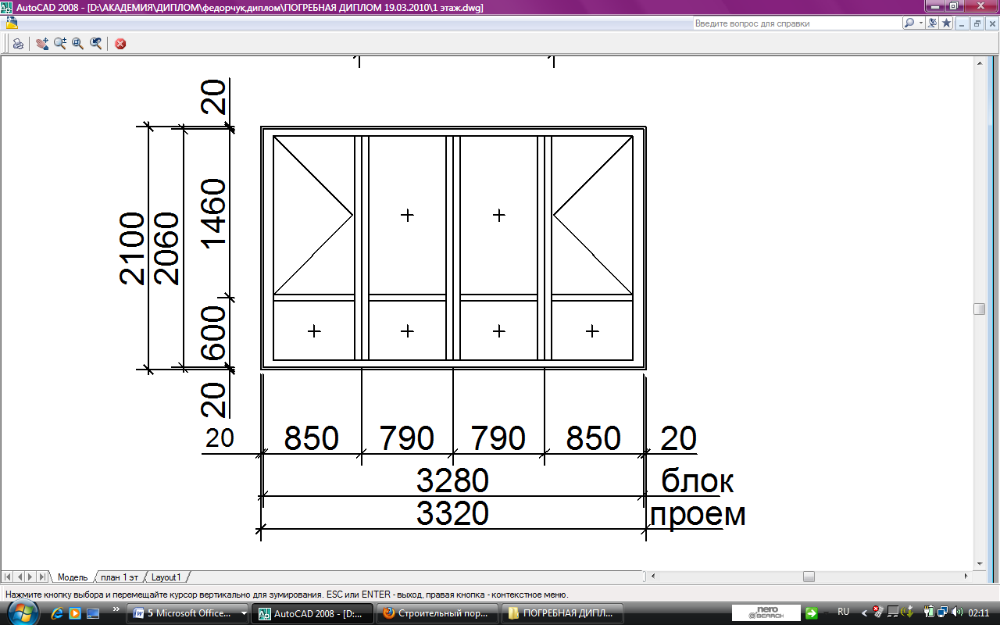 AutoCAD 2008 - [D:\АКАДЕМИЯ\ДИПЛОМ\федорчук,диплом\ПОГРЕБНАЯ ДИПЛОМ 19.03.2010\1 этаж.dwg]
Введите вопрос для справки
20
1460
2100
2060
600
20
20 850 790 790 850 20
3280 блок
3320 проем
Модель план 1 эт Layout1
Нажмите кнопку выбора и перемещайте курсор вертикально для зумирования. ESC или ENTER - выход, правая кнопка - контекстное меню.
5 Microsoft Office... AutoCAD 2008 - [D:... Строительный пор... ПОГРЕБНАЯ ДИПЛ... nero SEARCH RU 02:11